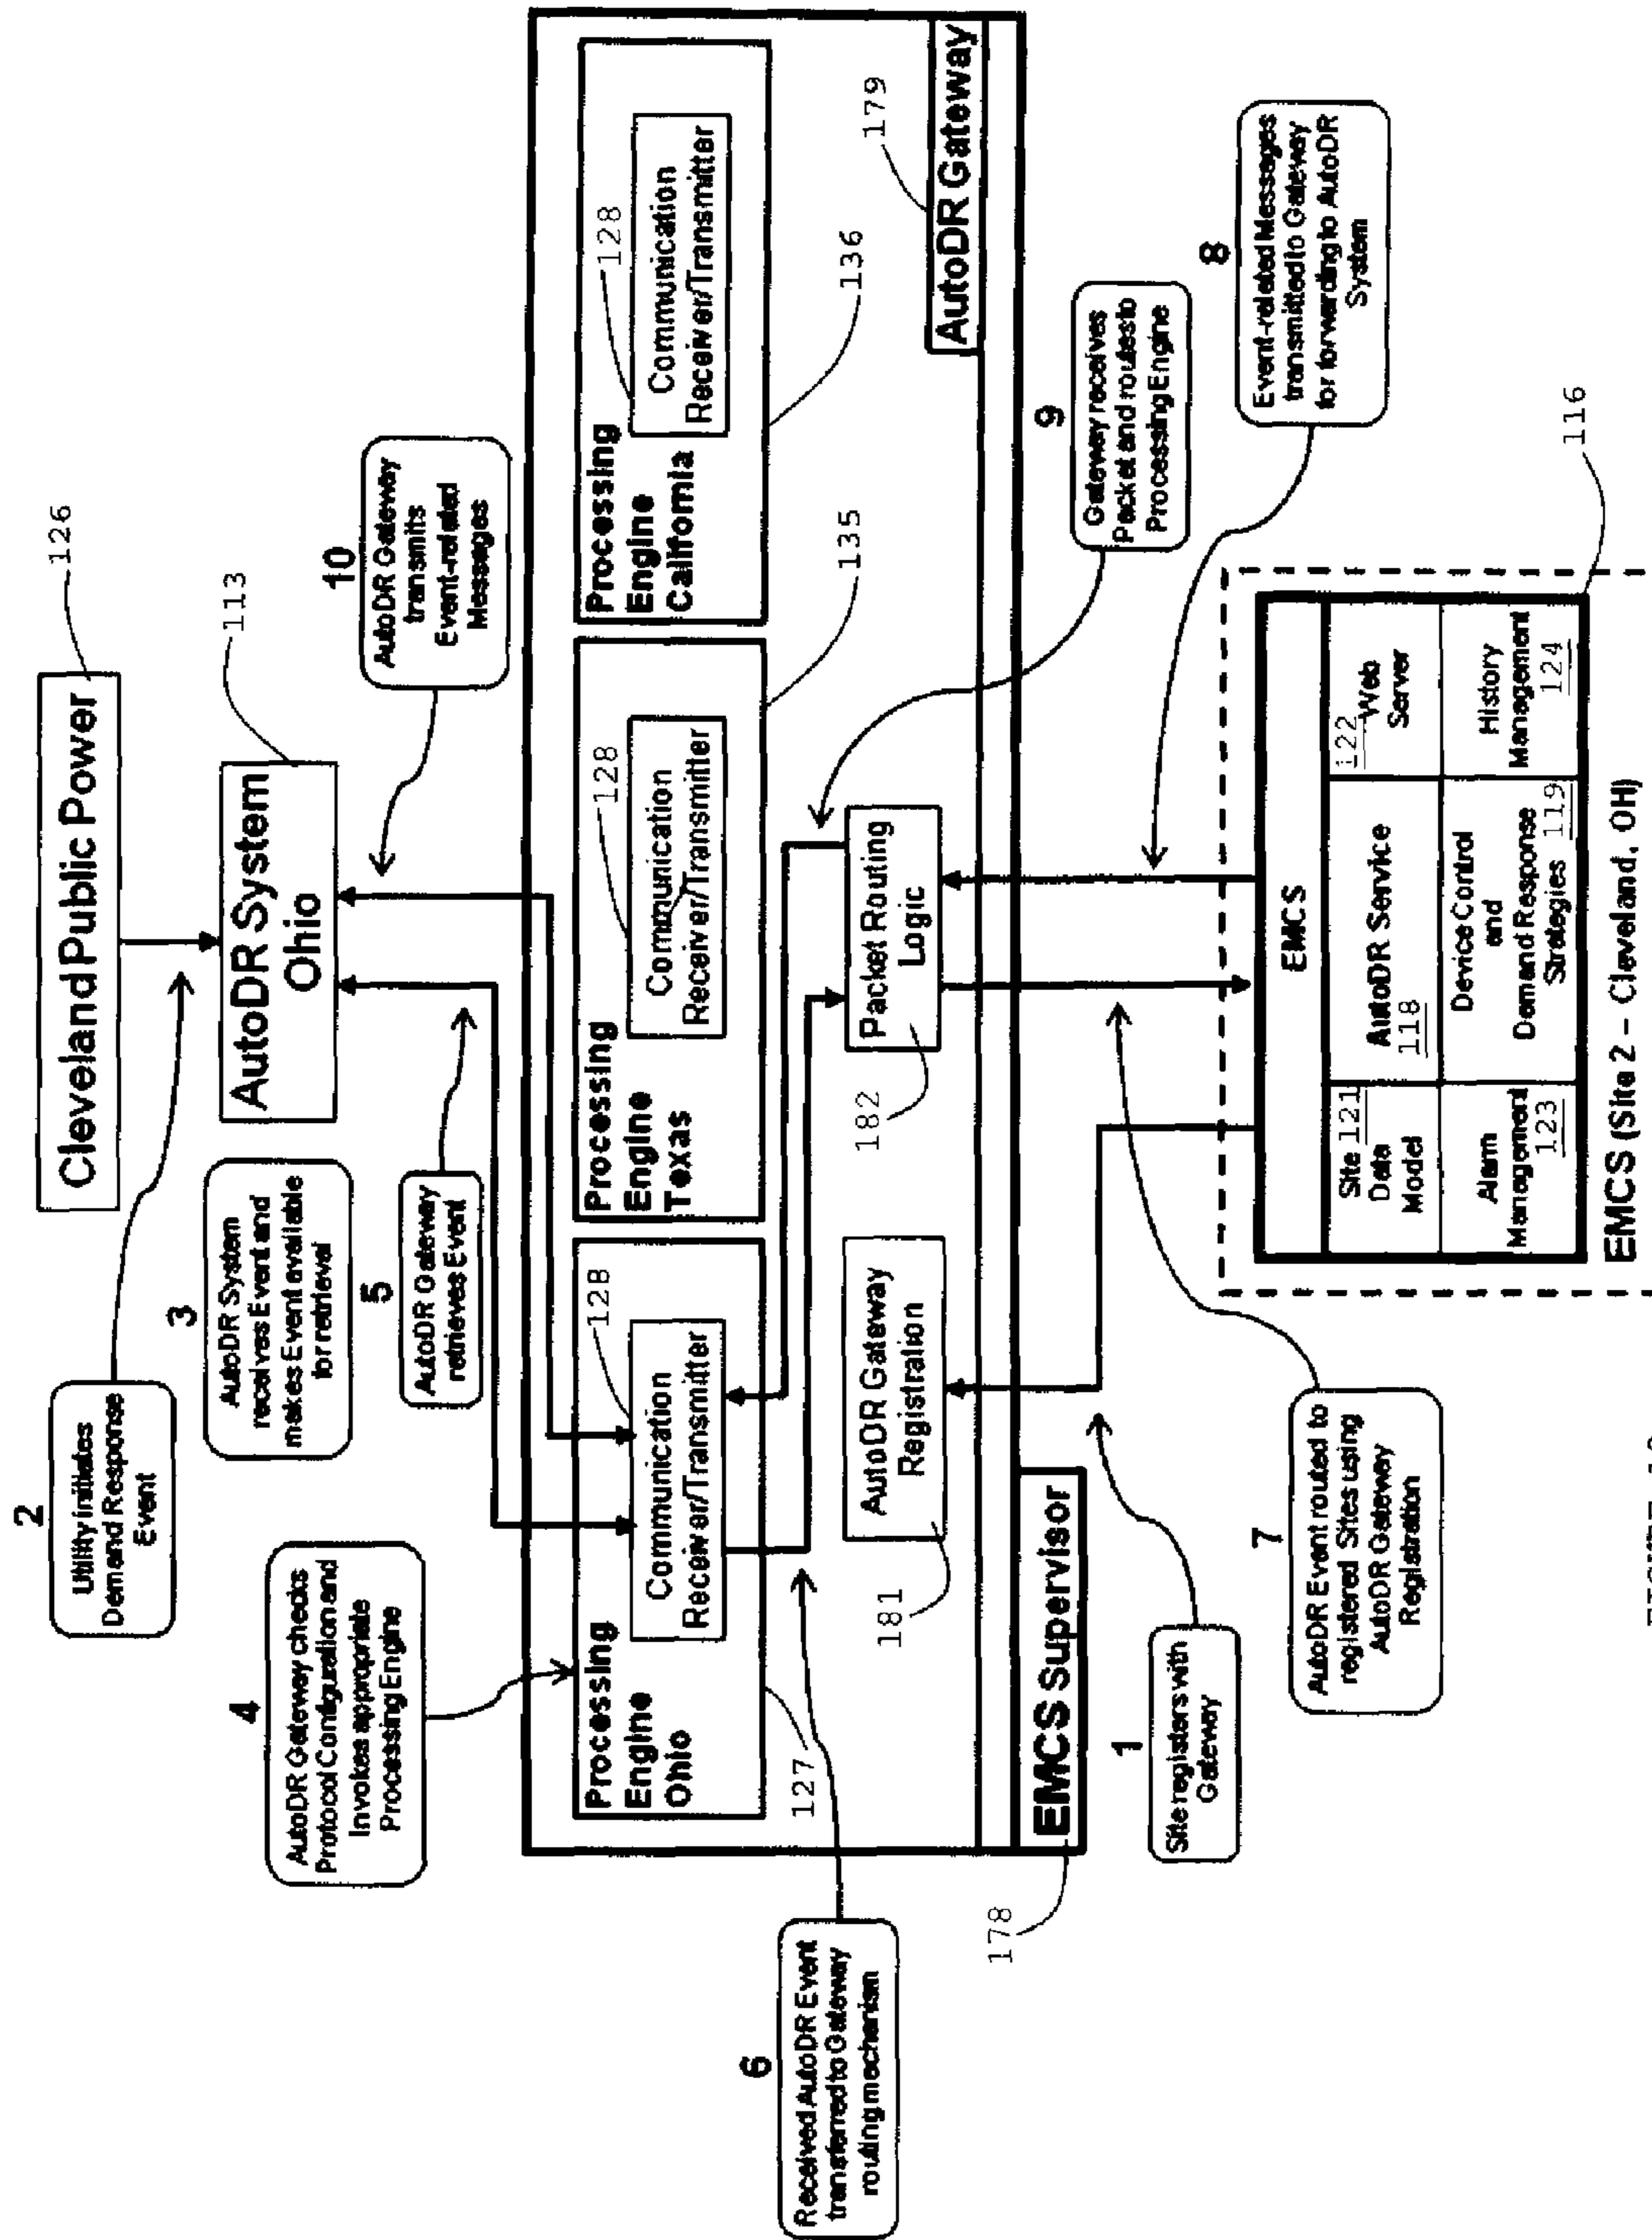 Cleveland Public Power
126
2
Utility initiates
Demand Response
Event
AutoDR System
Ohio
113
3
AutoDR System
receives Event and
makes Event available
for retrieval
4
AutoDR Gateway checks
Protocol Configuration and
Invokes appropriate
Processing Engine
5
AutoDR Gateway
retrieves Event
10
AutoDR Gateway
transmits
Event-related
Messages
Processing
Engine
Ohio
Communication
Receiver/Transmitter
128
127
Processing
Engine
Texas
Communication
Receiver/Transmitter
128
135
Processing
Engine
California
Communication
Receiver/Transmitter
128
136
AutoDR Gateway
Registration
181
Packet Routing
Logic
182
AutoDR Gateway
179
EMCS Supervisor
178
6
Received AutoDR Event
transferred to Gateway
routing mechanism
1
Site registers with
Gateway
7
AutoDR Event routed to
registered Sites using
AutoDR Gateway
Registration
9
Gateway receives
Packet and routes to
Processing Engine
8
Event-related Messages
transmitted to Gateway
for forwarding to AutoDR
System
116
EMCS
Site 121
Data
Model
AutoDR Service
118
122 Web
Server
Alarm
Management
123
Device Control
and
Demand Response
Strategies 119
History
Management
124
EMCS (Site 2 – Cleveland, OH)